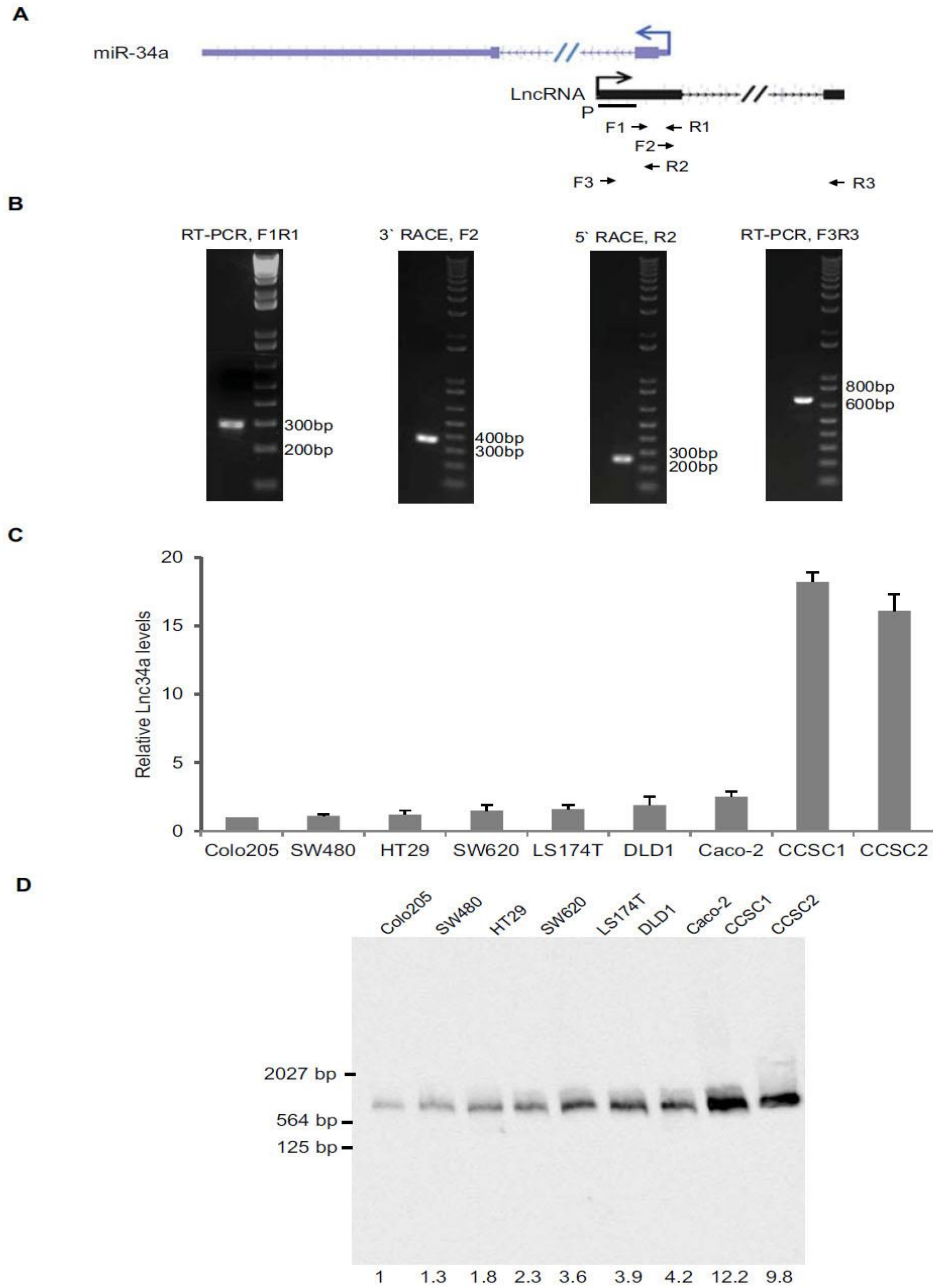 A
miR-34a
LncRNA
P
F1
R1
F2
R2
F3
R3
B
RT-PCR, F1R1
3` RACE, F2
5` RACE, R2
RT-PCR, F3R3
300bp
200bp
400bp
300bp
300bp
200bp
800bp
600bp
C
Relative Lnc34a levels
20
15
10
5
0
Colo205 SW480 HT29 SW620 LS174T DLD1 Caco-2 CCSC1 CCSC2
D
Colo205 SW480 HT29 SW620 LS174T DLD1 Caco-2 CCSC1 CCSC2
2027 bp
564 bp
125 bp
1 1.3 1.8 2.3 3.6 3.9 4.2 12.2 9.8